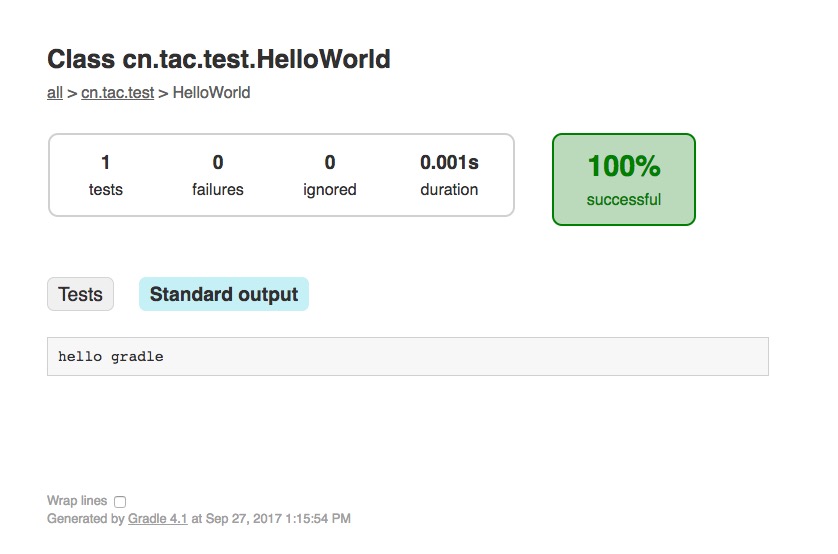 Class cn.tac.test.HelloWorld
all > cn.tac.test > HelloWorld
1 0 0 0.001s
tests failures ignored duration
100%
successful
Tests Standard output
hello gradle
Wrap lines
Generated by Gradle 4.1 at Sep 27, 2017 1:15:54 PM